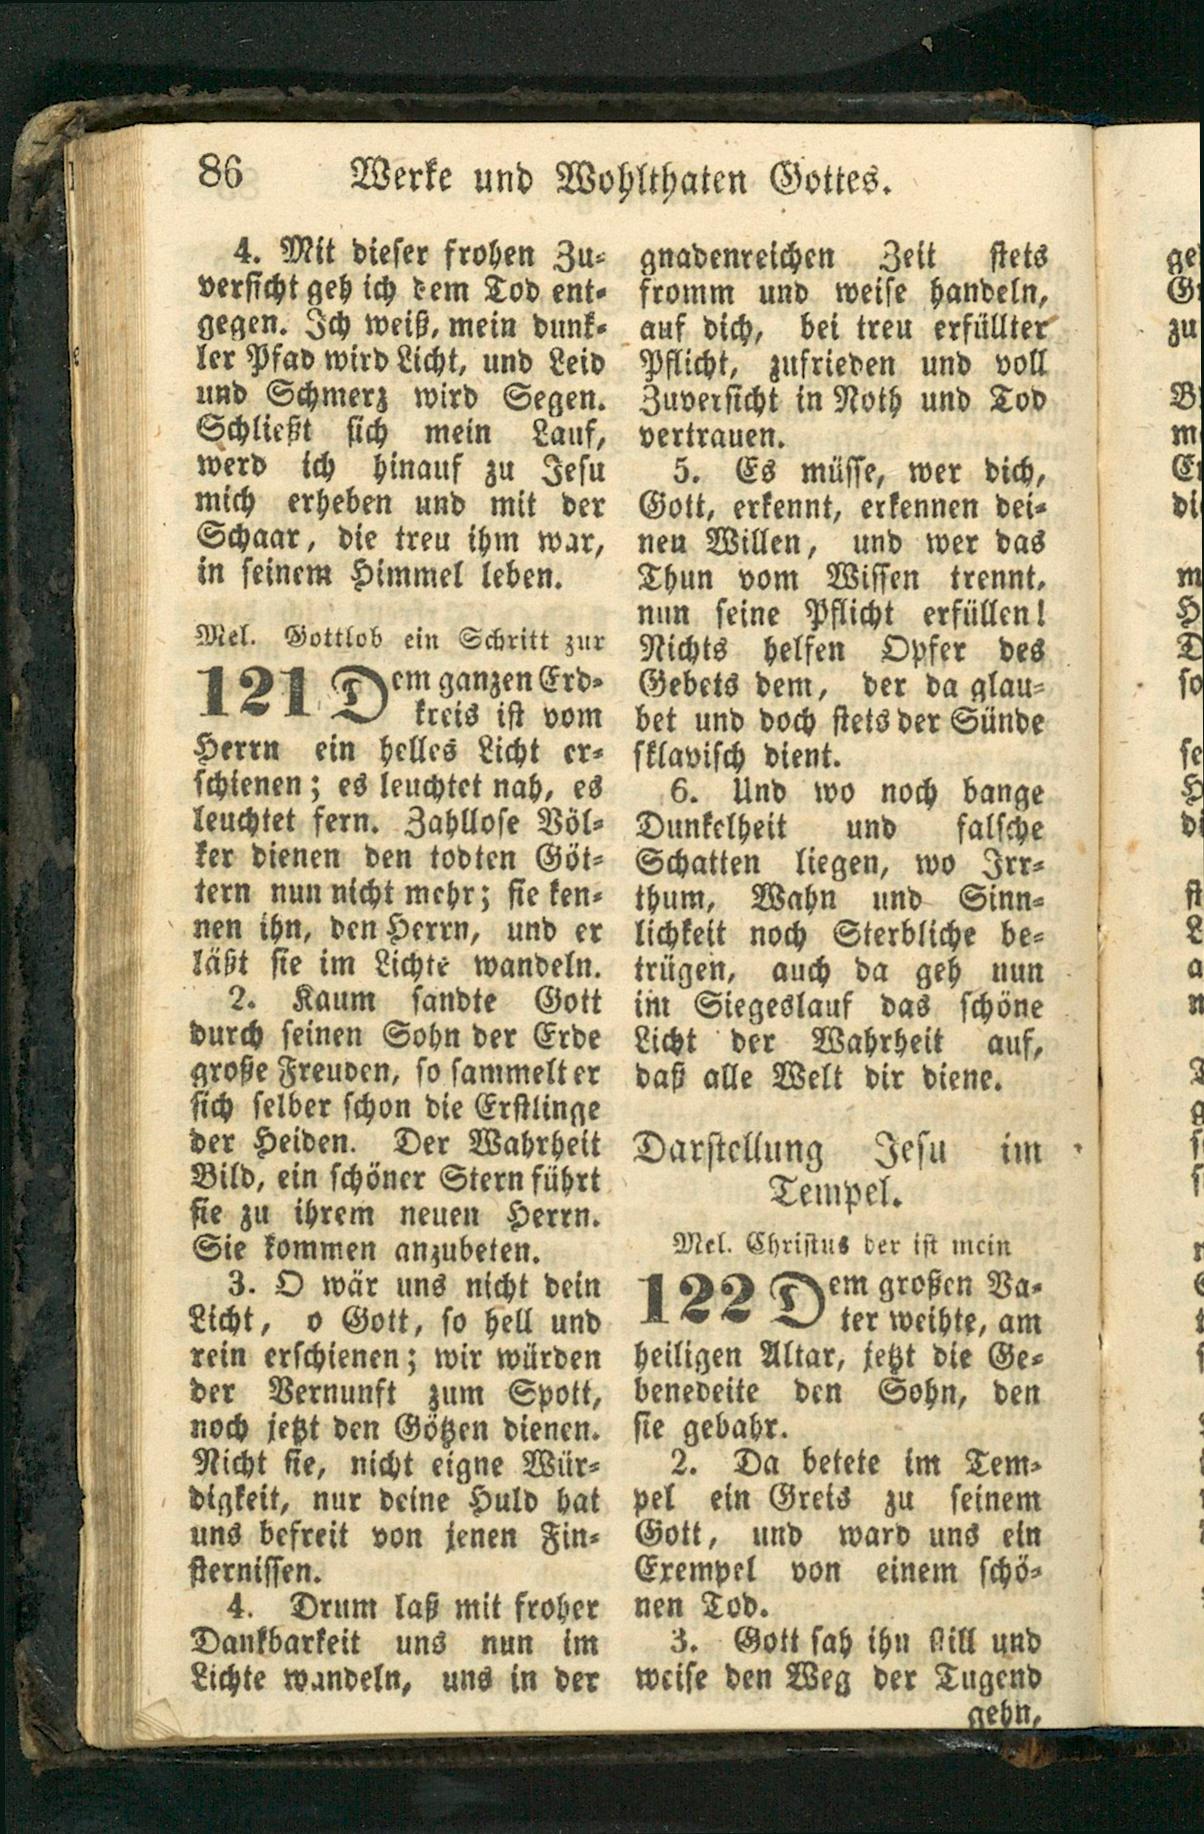 86 Werke und Wohlthaten Gottes.
4. Mit dieser frohen Zu-
versicht geh ich dem Tod ent-
gegen. Ich weiß, mein dunk-
ler Pfad wird Licht, und Leid
und Schmerz wird Segen.
Schließt sich mein Lauf,
werd ich hinauf zu Jesu
mich erheben und mit der
Schaar, die treu ihm war,
in seinem Himmel leben.
Mel. Gottlob ein Schritt zur
121 Dem ganzen Erd-
kreis ist vom
Herrn ein helles Licht er-
schienen; es leuchtet nah, es
leuchtet fern. Zahllose Völ-
ker dienen den todten Göt-
tern nun nicht mehr; sie ken-
nen ihn, den Herrn, und er
läßt sie im Lichte wandeln.
2. Kaum sandte Gott
durch seinen Sohn der Erde
große Freuden, so sammelt er
sich selber schon die Erstlinge
der Heiden. Der Wahrheit
Bild, ein schöner Stern führt
sie zu ihrem neuen Herrn.
Sie kommen anzubeten.
3. O wär uns nicht dein
Licht, o Gott, so hell und
rein erschienen; wir würden
der Vernunft zum Spott,
noch jetzt den Götzen dienen.
Nicht sie, nicht eigne Wür-
digkeit, nur deine Huld hat
uns befreit von jenen Fin-
sternissen.
4. Drum laß mit froher
Dankbarkeit uns nun im
Lichte wandeln, uns in der
gnadenreichen Zeit stets
fromm und weise handeln,
auf dich, bei treu erfüllter
Pflicht, zufrieden und voll
Zuversicht in Noth und Tod
vertrauen.
5. Es müsse, wer dich,
Gott, erkennt, erkennen dei-
nen Willen, und wer das
Thun vom Wissen trennt,
nun seine Pflicht erfüllen!
Nichts helfen Opfer des
Gebets dem, der da glau-
bet und doch stets der Sünde
sklavisch dient.
6. Und wo noch bange
Dunkelheit und falsche
Schatten liegen, wo Irr-
thum, Wahn und Sinn-
lichkeit noch Sterbliche be-
trügen, auch da geh nun
im Siegeslauf das schöne
Licht der Wahrheit auf,
daß alle Welt dir diene.
Darstellung Jesu im
Tempel.
Mel. Christus der ist mein
122 Dem großen Va-
ter weihte, am
heiligen Altar, jetzt die Ge-
benedeite den Sohn, den
sie gebahr.
2. Da betete im Tem-
pel ein Greis zu seinem
Gott, und ward uns ein
Exempel von einem schö-
nen Tod.
3. Gott sah ihn still und
weise den Weg der Tugend
gehn,